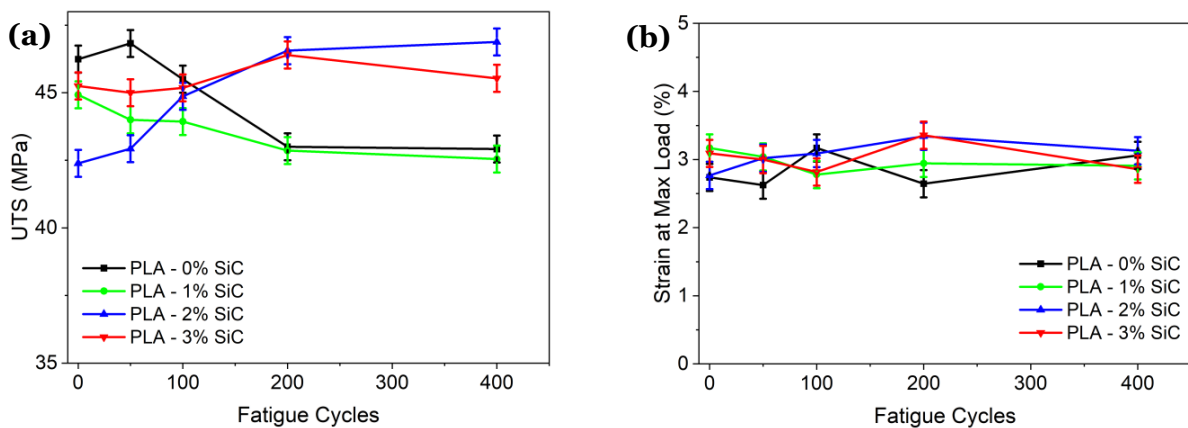 (a)
UTS (MPa)
45
40
35
PLA - 0% SiC
PLA - 1% SiC
PLA - 2% SiC
PLA - 3% SiC
0 100 200 300 400
Fatigue Cycles
(b)
Strain at Max Load (%)
5
4
3
2
1
0
PLA - 0% SiC
PLA - 1% SiC
PLA - 2% SiC
PLA - 3% SiC
0 100 200 300 400
Fatigue Cycles